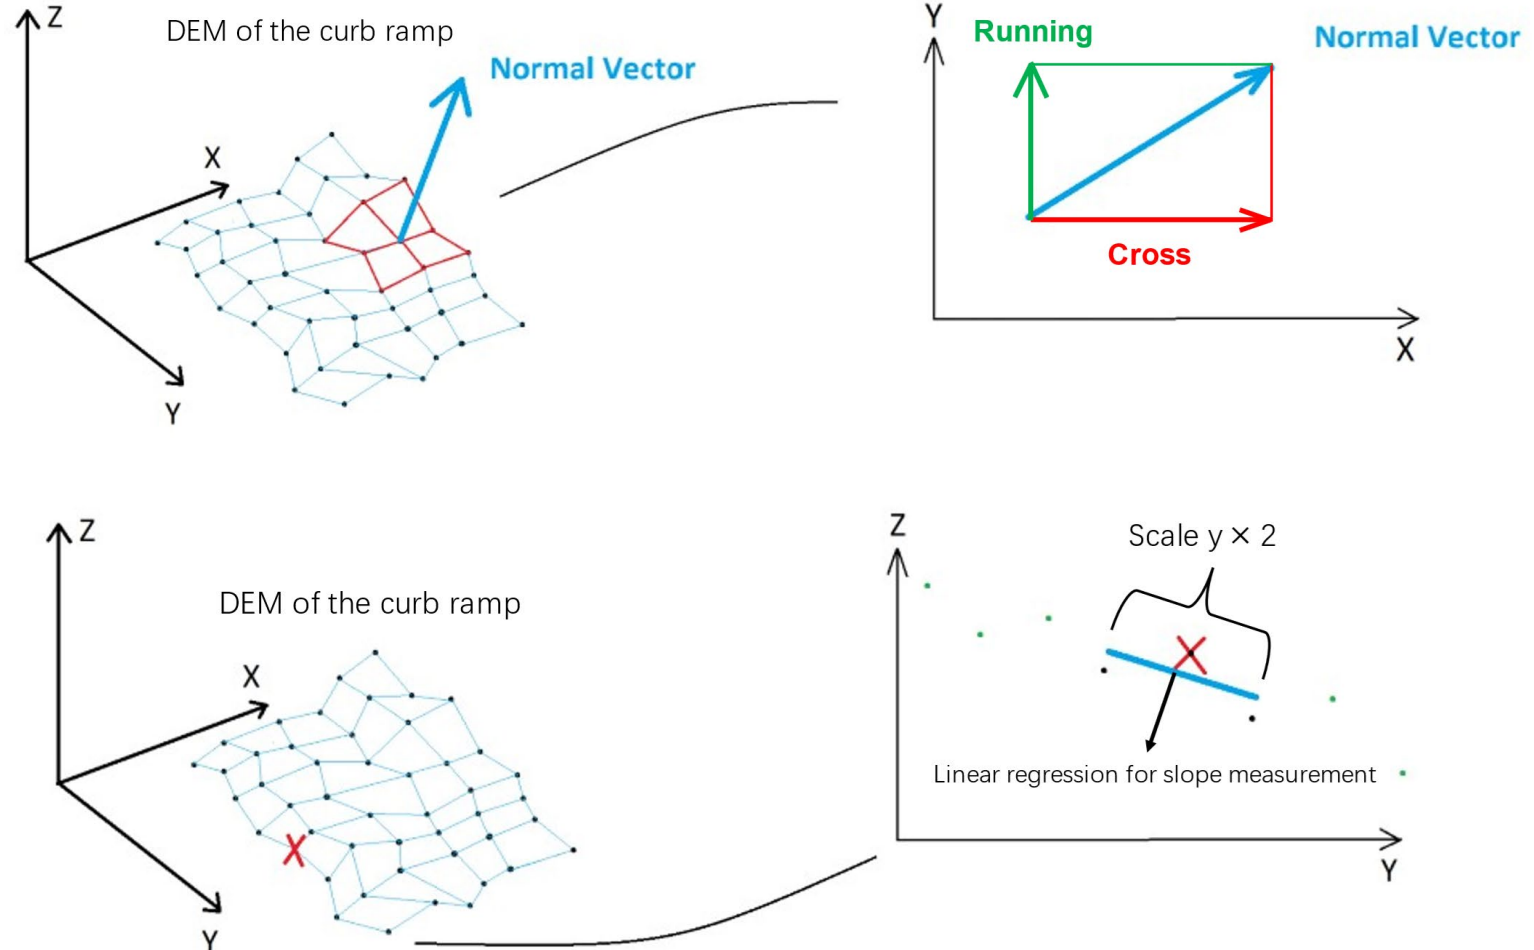 Z
DEM of the curb ramp
Normal Vector
X
Y
Y
Running
Normal Vector
Cross
X
Z
DEM of the curb ramp
X
Y
Z
Scale y × 2
Linear regression for slope measurement
Y